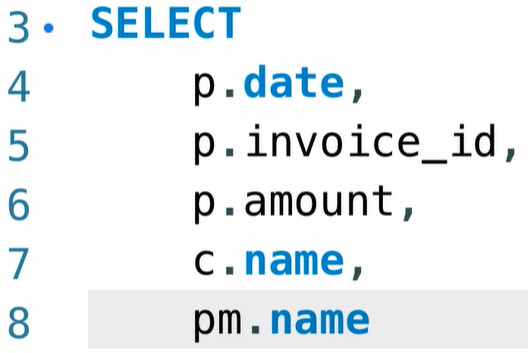 3 SELECT
4 p.date,
5 p.invoice_id,
6 p.amount,
7 c.name,
8 pm.name